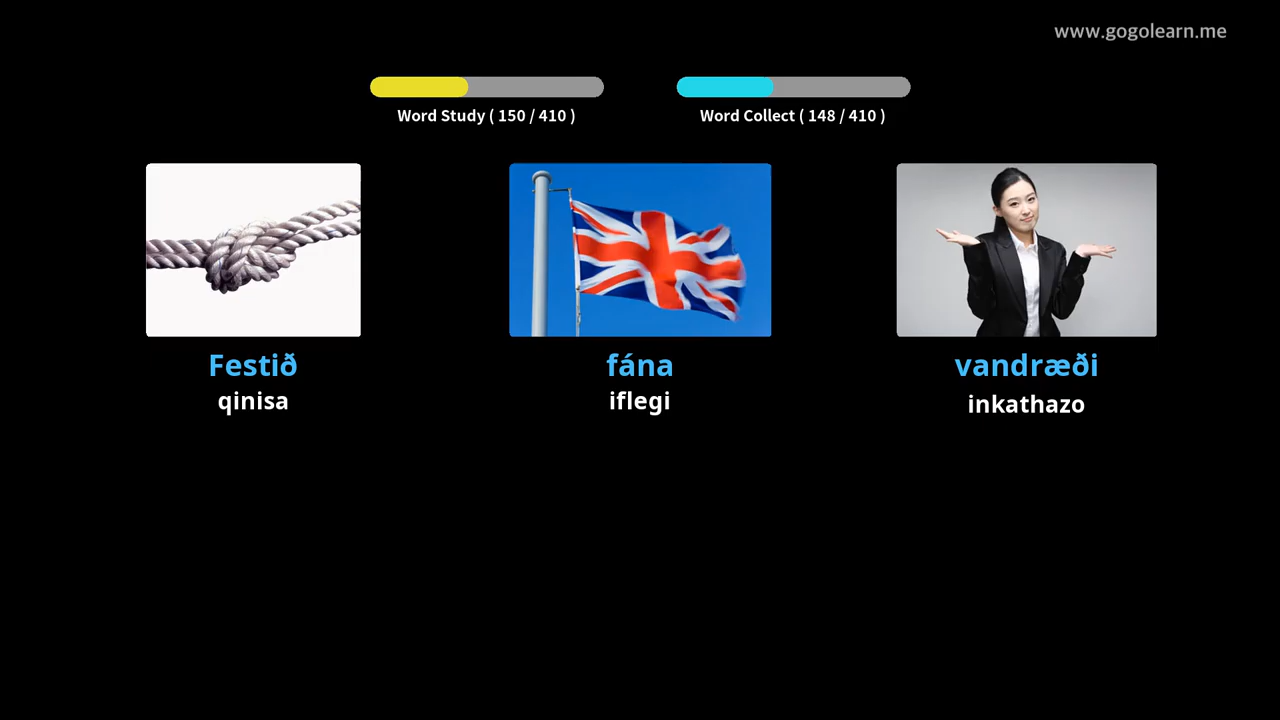 www.gogolearn.me
Word Study ( 150 / 410 )
Word Collect ( 148 / 410 )
Festið
qinisa
fána
iflegi
vandræði
inkathazo